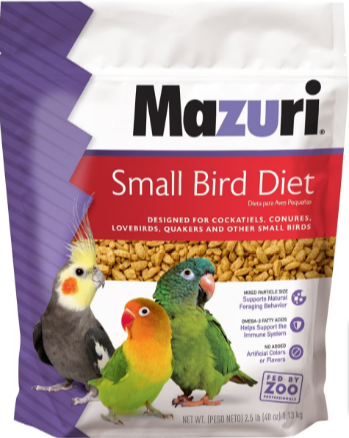 Mazuri®
Small Bird Diet
Dieta para Aves Pequeñas
DESIGNED FOR COCKATIELS, CONURES,
LOVEBIRDS, QUAKERS AND OTHER SMALL BIRDS
MIXED PARTICLE SIZE
Supports Natural
Foraging Behavior
OMEGA-3 FATTY ACIDS
Helps Support the
Immune System
NO ADDED
Artificial Colors
or Flavors
FED BY
ZOO
PROFESSIONALS
NET WT. (PESO NETO) 2.5 lb (40 oz) 1.13 kg